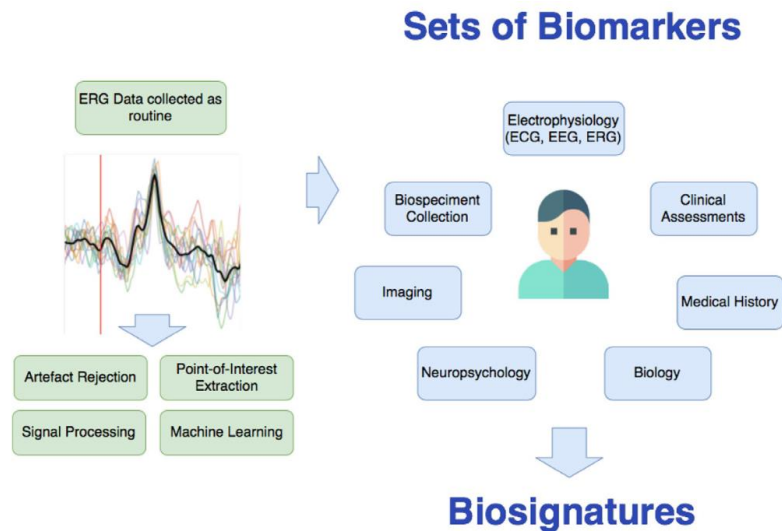 Sets of Biomarkers
ERG Data collected as
routine
Electrophysiology
(ECG, EEG, ERG)
Biospeciment
Collection
Clinical
Assessments
Imaging
Medical History
Neuropsychology
Biology
Artefact Rejection
Point-of-Interest
Extraction
Signal Processing
Machine Learning
Biosignatures